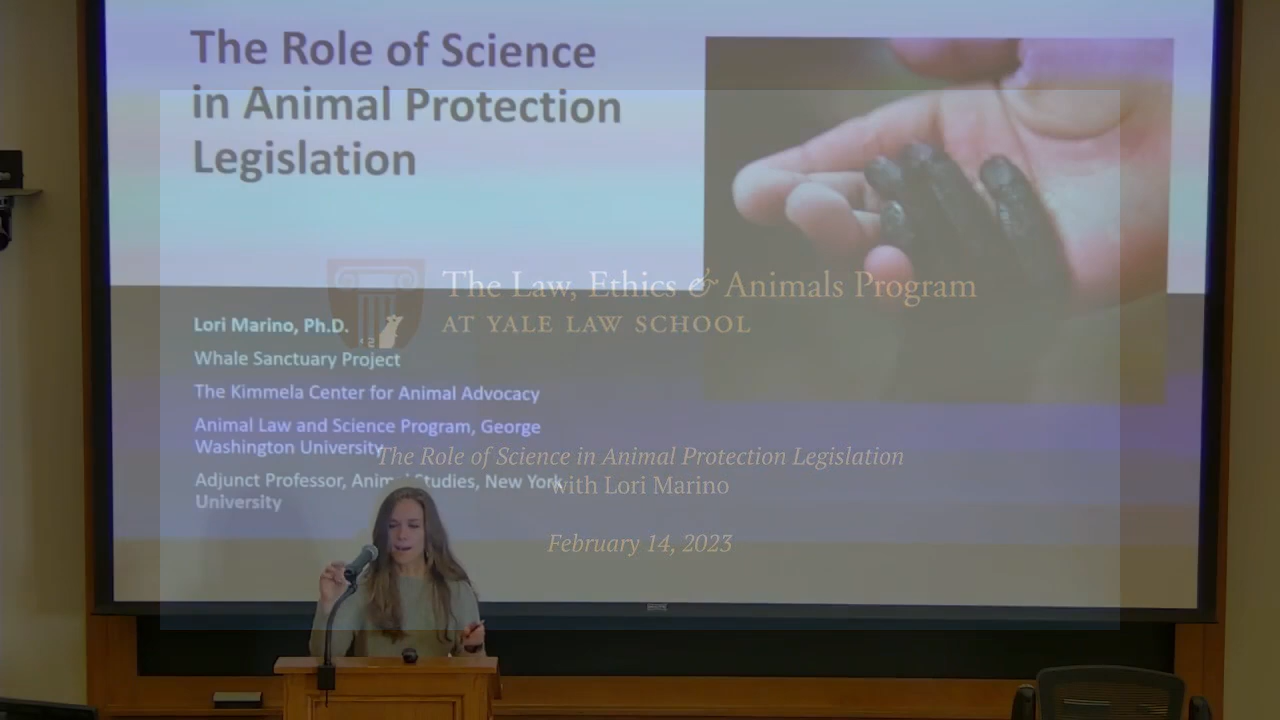 The Role of Science
in Animal Protection
Legislation
The Law, Ethics & Animals Program
AT YALE LAW SCHOOL
Lori Marino, Ph.D.
Whale Sanctuary Project
The Kimmela Center for Animal Advocacy
Animal Law and Science Program, George
Washington University
Adjunct Professor, Animal Studies, New York
University
The Role of Science in Animal Protection Legislation
with Lori Marino
February 14, 2023